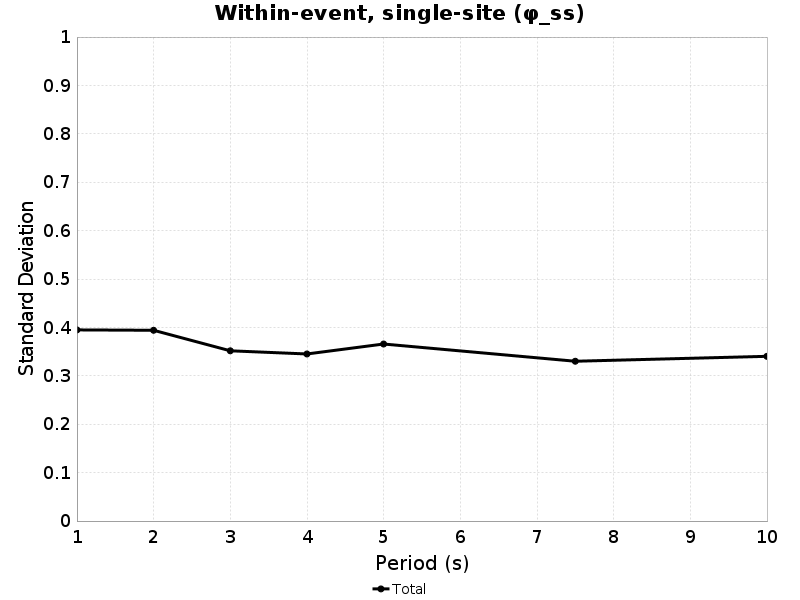 Within-event, single-site (φ_ss)
1
0.9
0.8
0.7
0.6
0.5
0.4
0.3
0.2
0.1
0
Standard Deviation
1 2 3 4 5 6 7 8 9 10
Period (s)
Total